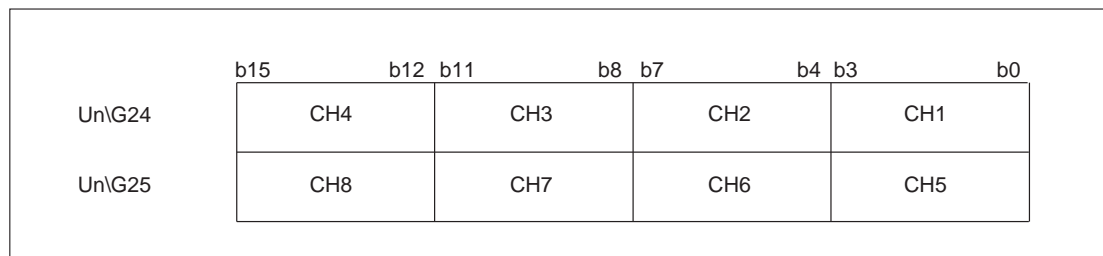 b15 b12 b11 b8 b7 b4 b3 b0
Un\G24 CH4 CH3 CH2 CH1
Un\G25 CH8 CH7 CH6 CH5